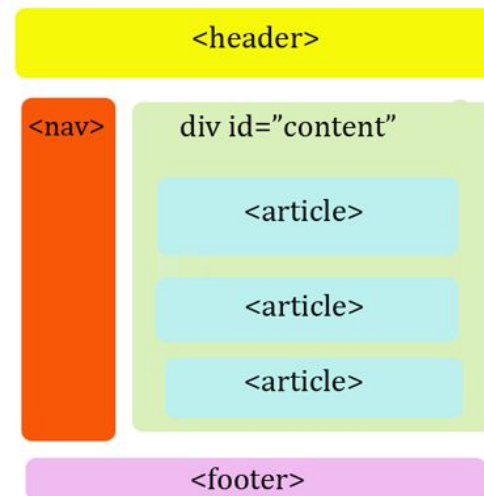 <header>
<nav>
div id=”content”
<article>
<article>
<article>
<footer>